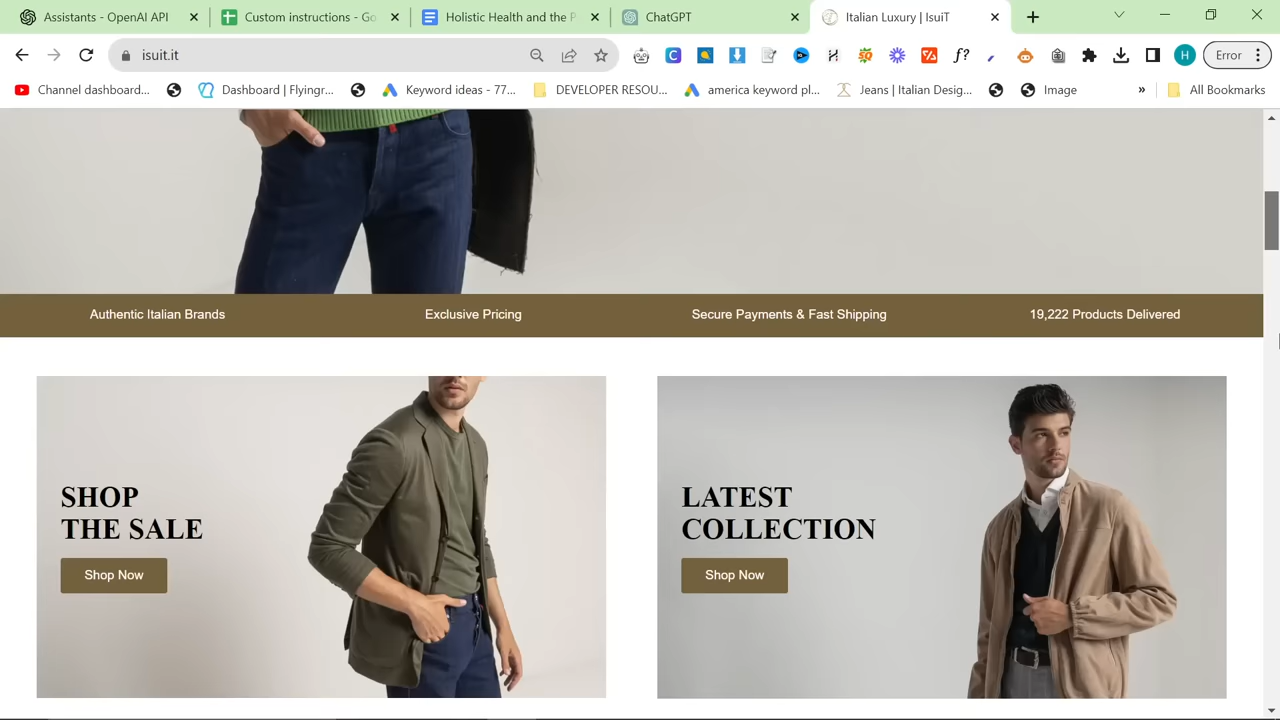 Assistants - OpenAI API
Custom instructions - Go
Holistic Health and the P
ChatGPT
Italian Luxury | IsuiT
isuit.it
Error
Channel dashboard...
Dashboard | Flyingr...
Keyword ideas - 77...
DEVELOPER RESOU...
america keyword pl...
Jeans | Italian Desig...
Image
»
All Bookmarks
Authentic Italian Brands
Exclusive Pricing
Secure Payments & Fast Shipping
19,222 Products Delivered
SHOP
THE SALE
Shop Now
LATEST
COLLECTION
Shop Now